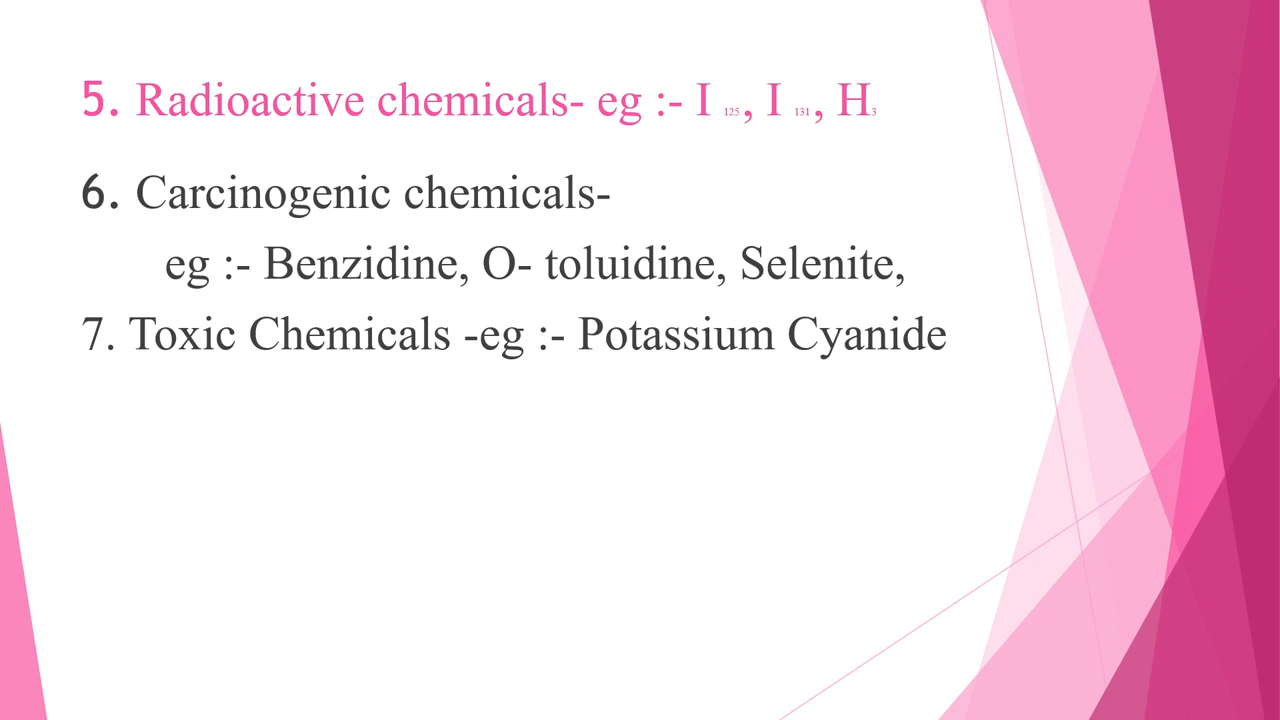 5. Radioactive chemicals- eg :- I 125, I 131, H3
6. Carcinogenic chemicals-
eg :- Benzidine, O- toluidine, Selenite,
7. Toxic Chemicals -eg :- Potassium Cyanide